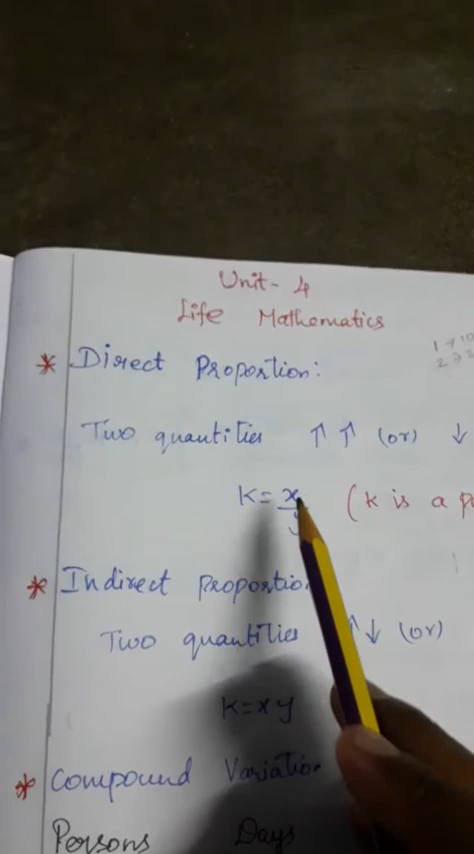 Unit- 4
Life Mathematics
* Direct Proportion:
Two quantities ↑ ↑ (or) ↓
K = x/y (K is a
* Indirect proportio
Two quantities ↑ ↓ (or)
K = x y
* Compound Variatio
Persons Days